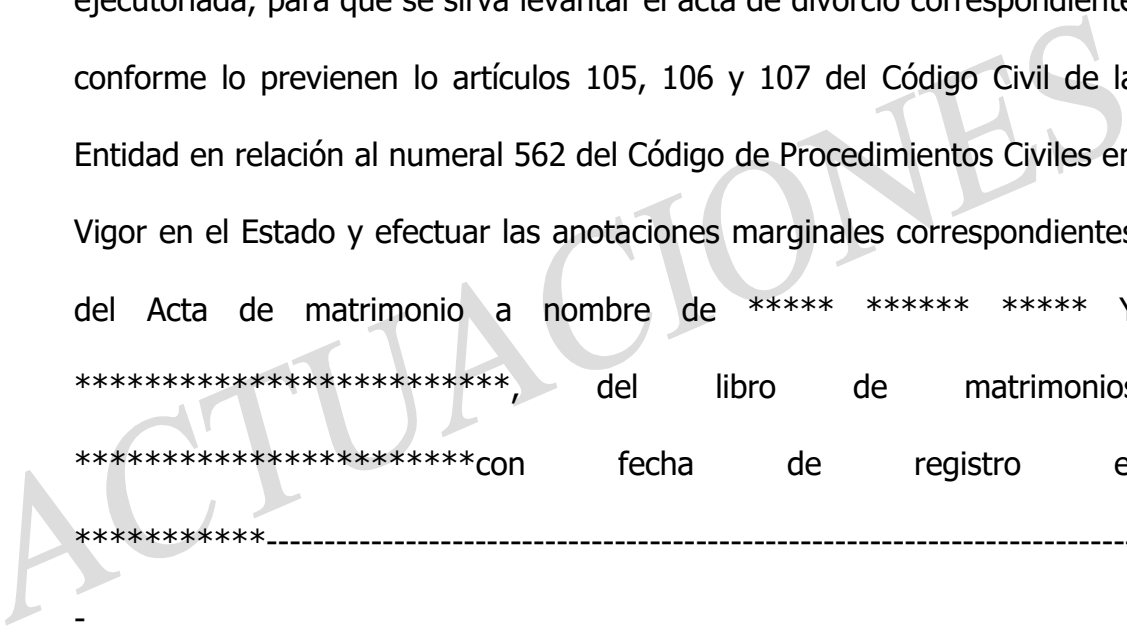 ejecutoriada, para que se sirva levantar el acta de divorcio correspondiente
conforme lo previenen lo artículos 105, 106 y 107 del Código Civil de la
Entidad en relación al numeral 562 del Código de Procedimientos Civiles en
Vigor en el Estado y efectuar las anotaciones marginales correspondientes
del Acta de matrimonio a nombre de ***** ****** ***** Y
*************************, del libro de matrimonios
***********************con fecha de registro e
***********--------------------------------------------------------------------------
-
ACTUACIONES